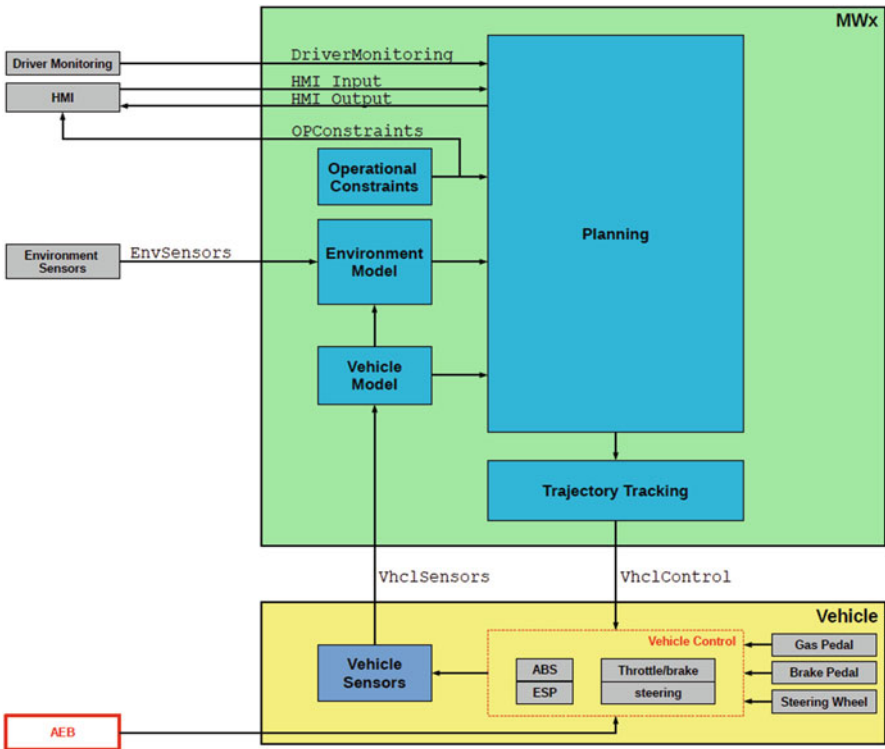 MWx
Driver Monitoring
DriverMonitoring
HMI
HMI Input
HMI Output
OPConstraints
Operational
Constraints
Planning
Environment
Sensors
EnvSensors
Environment
Model
Vehicle
Model
Trajectory Tracking
VhclSensors
VhclControl
Vehicle
Vehicle Control
Vehicle
Sensors
ABS
ESP
Throttle/brake
steering
Gas Pedal
Brake Pedal
Steering Wheel
AEB